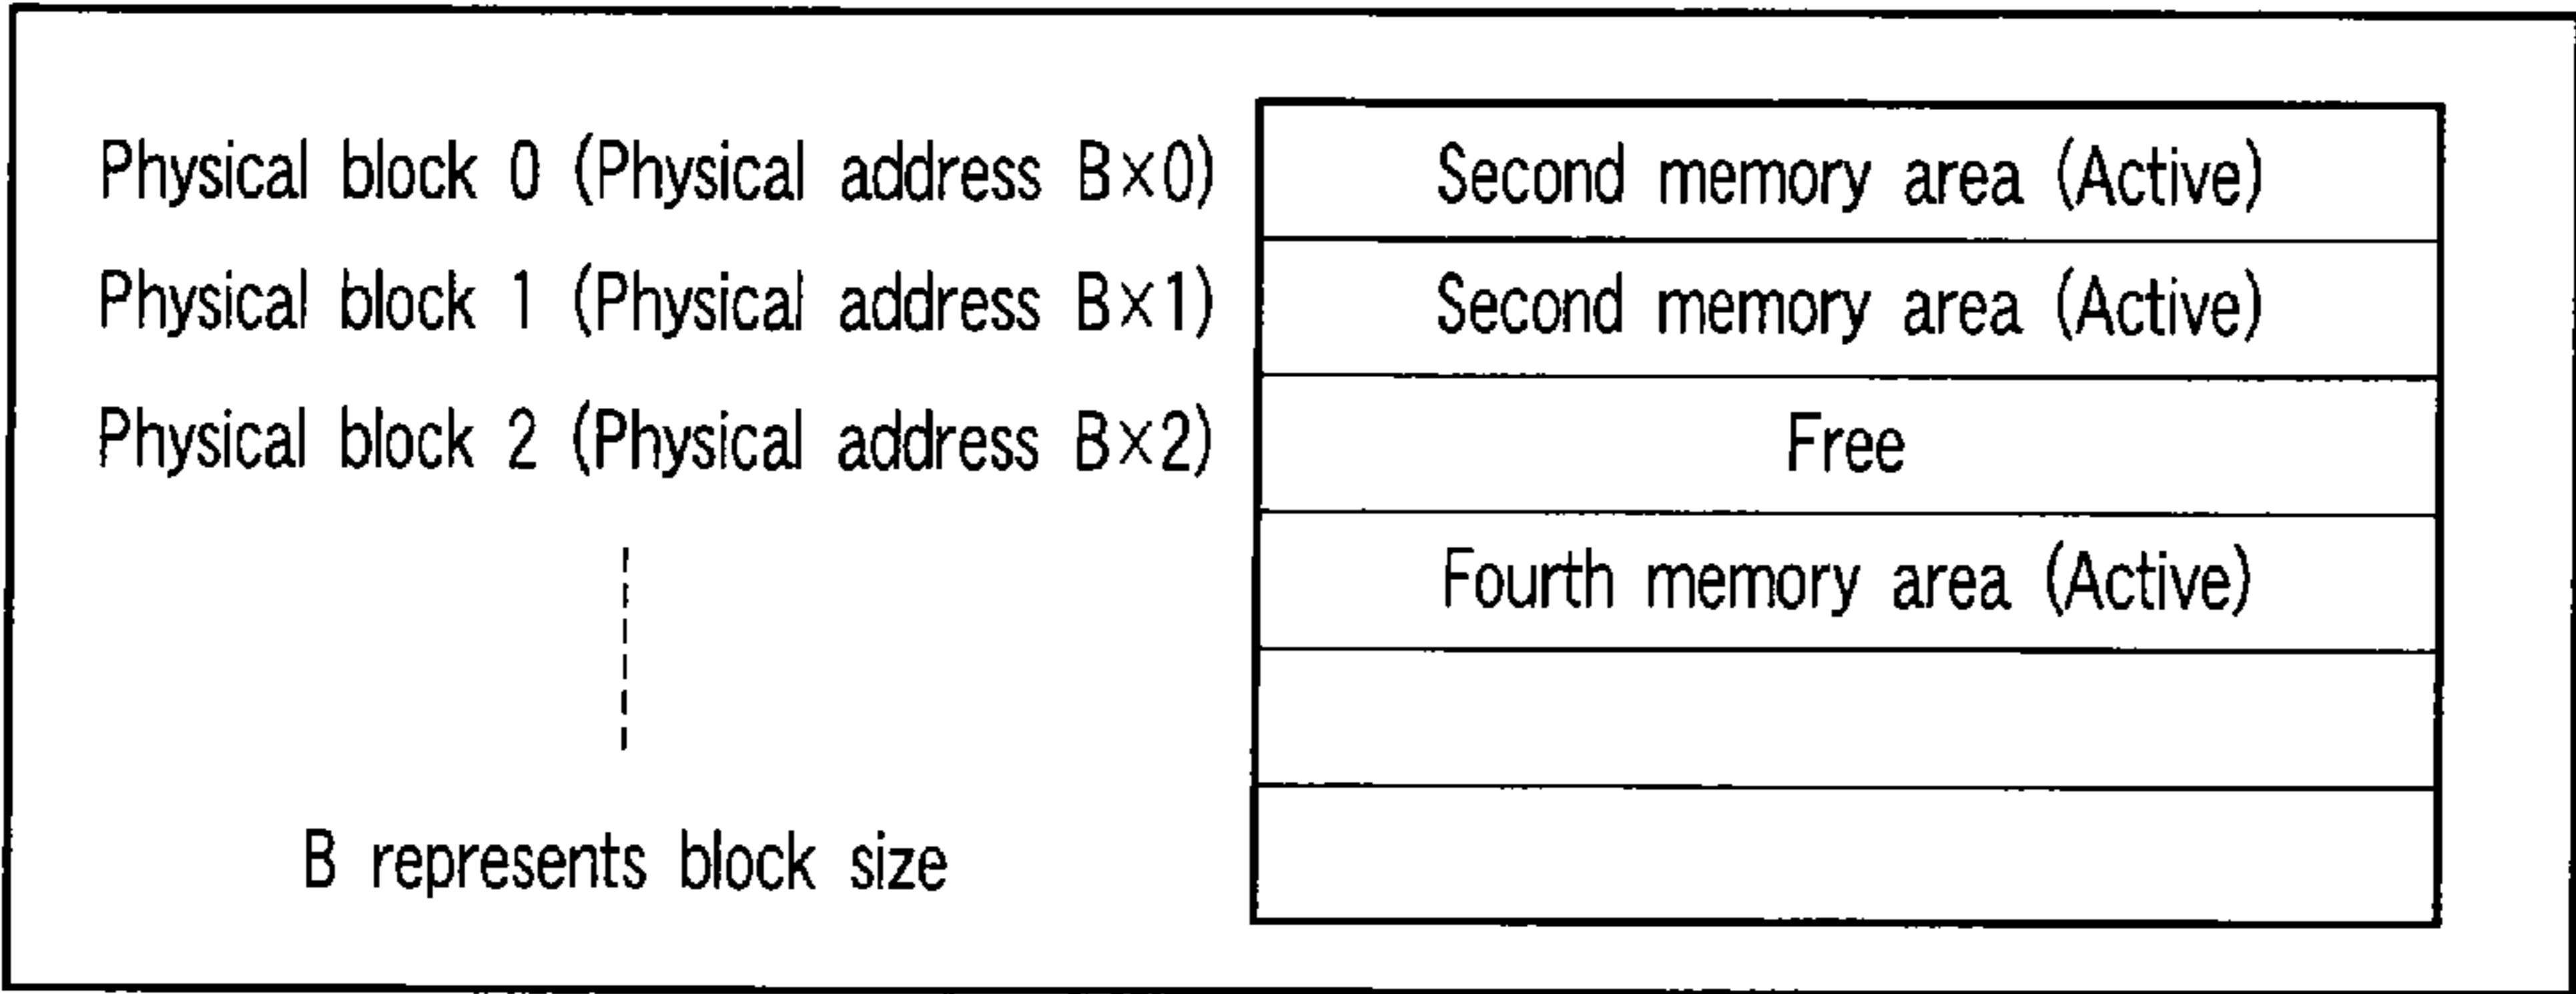 Physical block 0 (Physical address B×0) Second memory area (Active)
Physical block 1 (Physical address B×1) Second memory area (Active)
Physical block 2 (Physical address B×2) Free
Fourth memory area (Active)
B represents block size